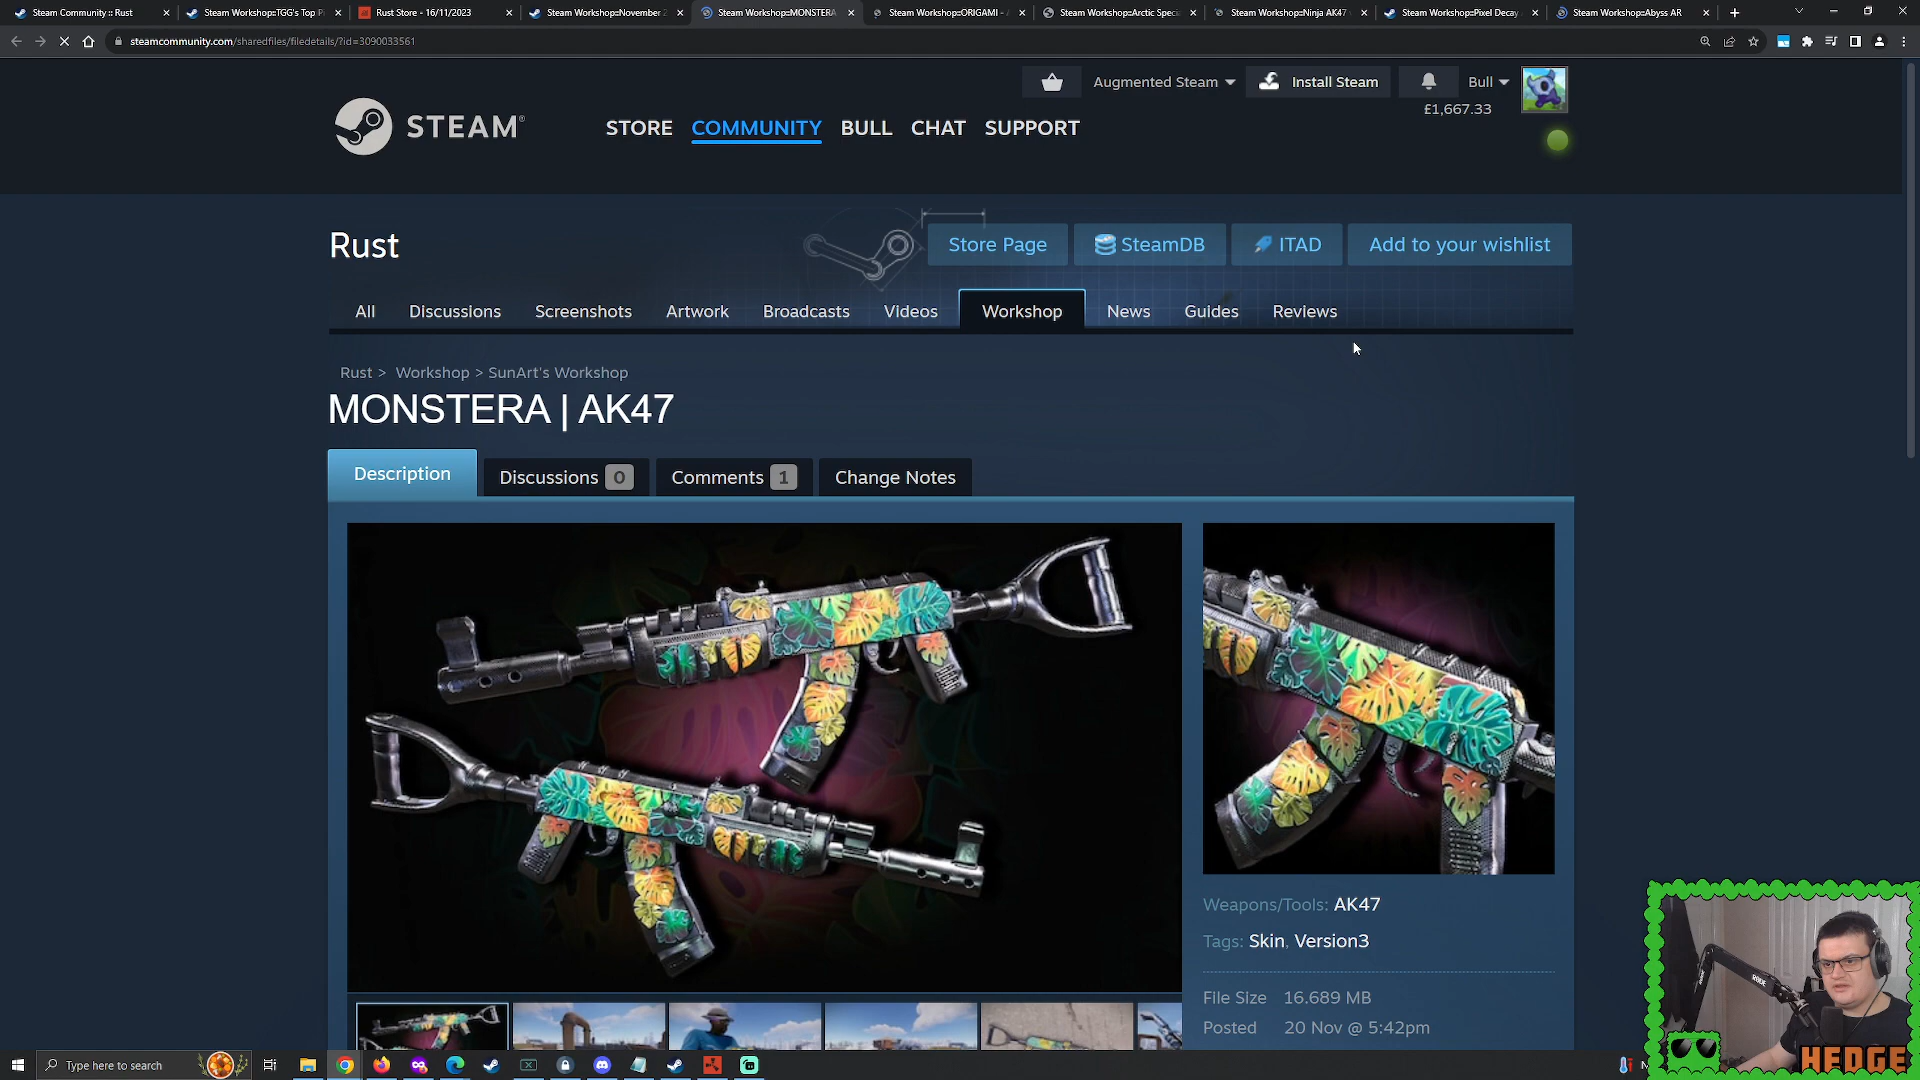 Steam Community :: Rust
Steam Workshop::TGG's Top P
Rust Store - 16/11/2023
Steam Workshop::November 2
Steam Workshop::MONSTERA
Steam Workshop::ORIGAMI -
Steam Workshop::Arctic Speci
Steam Workshop::Ninja AK47
Steam Workshop::Pixel Decay
Steam Workshop::Abyss AR
steamcommunity.com/sharedfiles/filedetails/?id=3090033561
Augmented Steam
Install Steam
Bull
£1,667.33
STEAM®
STORE COMMUNITY BULL CHAT SUPPORT
Rust
Store Page
SteamDB
ITAD
Add to your wishlist
All Discussions Screenshots Artwork Broadcasts Videos Workshop News Guides Reviews
Rust > Workshop > SunArt's Workshop
MONSTERA | AK47
Description
Discussions 0
Comments 1
Change Notes
Weapons/Tools: AK47
Tags: Skin, Version3
File Size 16.689 MB
Posted 20 Nov @ 5:42pm
Type here to search
RODE
HEDGE